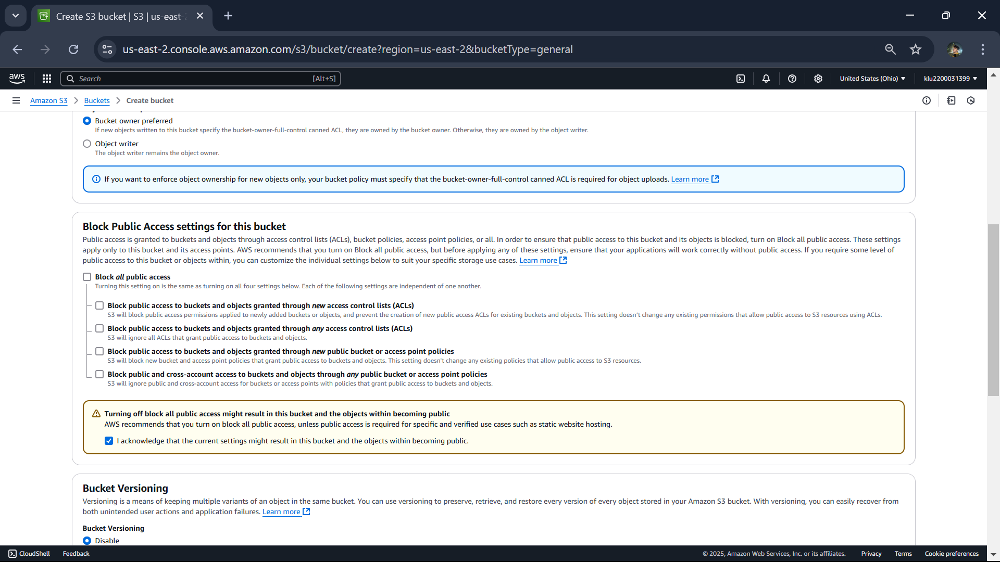 Create S3 bucket | S3 | us-east-
us-east-2.console.aws.amazon.com/s3/bucket/create?region=us-east-2&bucketType=general
aws
Search [Alt+S]
United States (Ohio) klu2200031399
Amazon S3 > Buckets > Create bucket
Bucket owner preferred
If new objects written to this bucket specify the bucket-owner-full-control canned ACL, they are owned by the bucket owner. Otherwise, they are owned by the object writer.
Object writer
The object writer remains the object owner.
If you want to enforce object ownership for new objects only, your bucket policy must specify that the bucket-owner-full-control canned ACL is required for object uploads. Learn more
Block Public Access settings for this bucket
Public access is granted to buckets and objects through access control lists (ACLs), bucket policies, access point policies, or all. In order to ensure that public access to this bucket and its objects is blocked, turn on Block all public access. These settings
apply only to this bucket and its access points. AWS recommends that you turn on Block all public access, but before applying any of these settings, ensure that your applications will work correctly without public access. If you require some level of
public access to this bucket or objects within, you can customize the individual settings below to suit your specific storage use cases. Learn more
Block all public access
Turning this setting on is the same as turning on all four settings below. Each of the following settings are independent of one another.
Block public access to buckets and objects granted through new access control lists (ACLs)
S3 will block public access permissions applied to newly added buckets or objects, and prevent the creation of new public access ACLs for existing buckets and objects. This setting doesn't change any existing permissions that allow public access to S3 resources using ACLs.
Block public access to buckets and objects granted through any access control lists (ACLs)
S3 will ignore all ACLs that grant public access to buckets and objects.
Block public access to buckets and objects granted through new public bucket or access point policies
S3 will block new bucket and access point policies that grant public access to buckets and objects. This setting doesn't change any existing policies that allow public access to S3 resources.
Block public and cross-account access to buckets and objects through any public bucket or access point policies
S3 will ignore public and cross-account access for buckets or access points with policies that grant public access to buckets and objects.
Turning off block all public access might result in this bucket and the objects within becoming public
AWS recommends that you turn on block all public access, unless public access is required for specific and verified use cases such as static website hosting.
I acknowledge that the current settings might result in this bucket and the objects within becoming public.
Bucket Versioning
Versioning is a means of keeping multiple variants of an object in the same bucket. You can use versioning to preserve, retrieve, and restore every version of every object stored in your Amazon S3 bucket. With versioning, you can easily recover from
both unintended user actions and application failures. Learn more
Bucket Versioning
Disable
CloudShell Feedback © 2025, Amazon Web Services, Inc. or its affiliates. Privacy Terms Cookie preferences